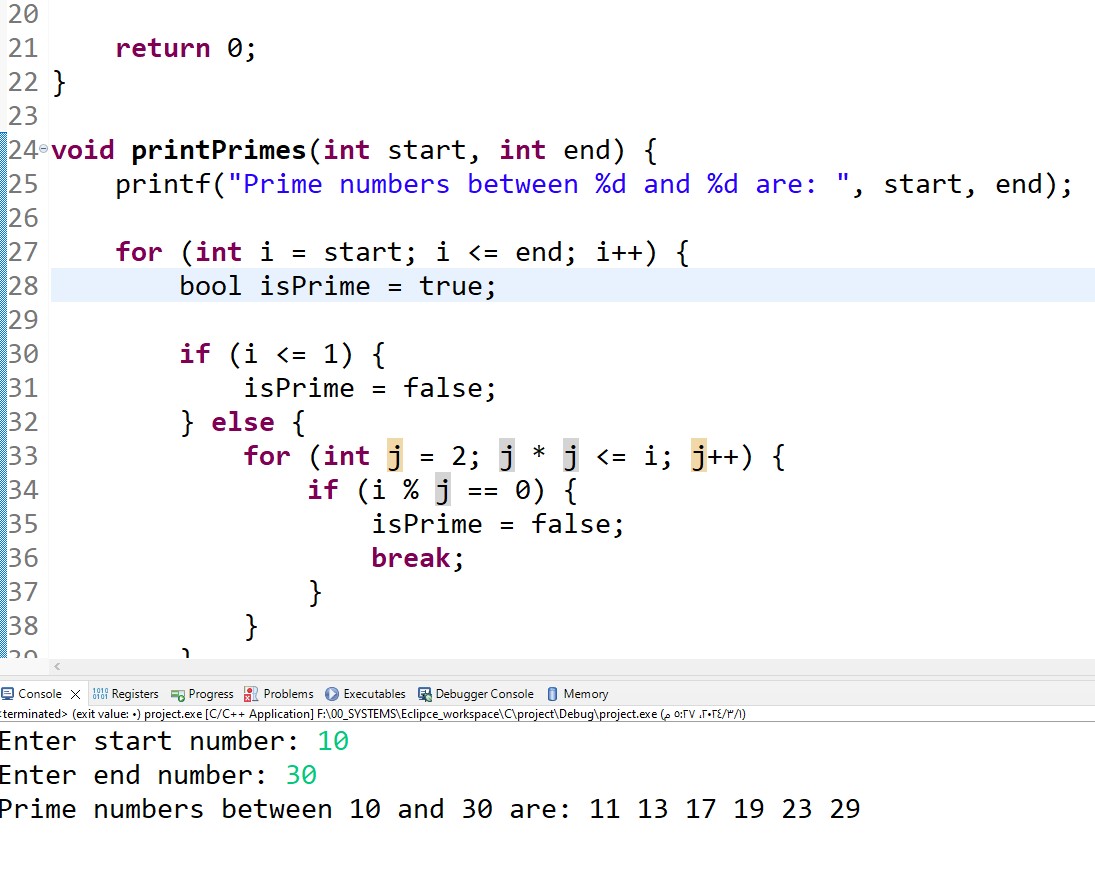 20
21 return 0;
22 }
23
24 void printPrimes(int start, int end) {
25 printf("Prime numbers between %d and %d are: ", start, end);
26
27 for (int i = start; i <= end; i++) {
28 bool isPrime = true;
29
30 if (i <= 1) {
31 isPrime = false;
32 } else {
33 for (int j = 2; j * j <= i; j++) {
34 if (i % j == 0) {
35 isPrime = false;
36 break;
37 }
38 }
39 }
Console Registers Progress Problems Executables Debugger Console Memory
<terminated> (exit value: ٠) project.exe [C/C++ Application] F:\00_SYSTEMS\Eclipce_workspace\C\project\Debug\project.exe (٢٠٢٤/٣/١، ٥:٢٧ م)
Enter start number: 10
Enter end number: 30
Prime numbers between 10 and 30 are: 11 13 17 19 23 29